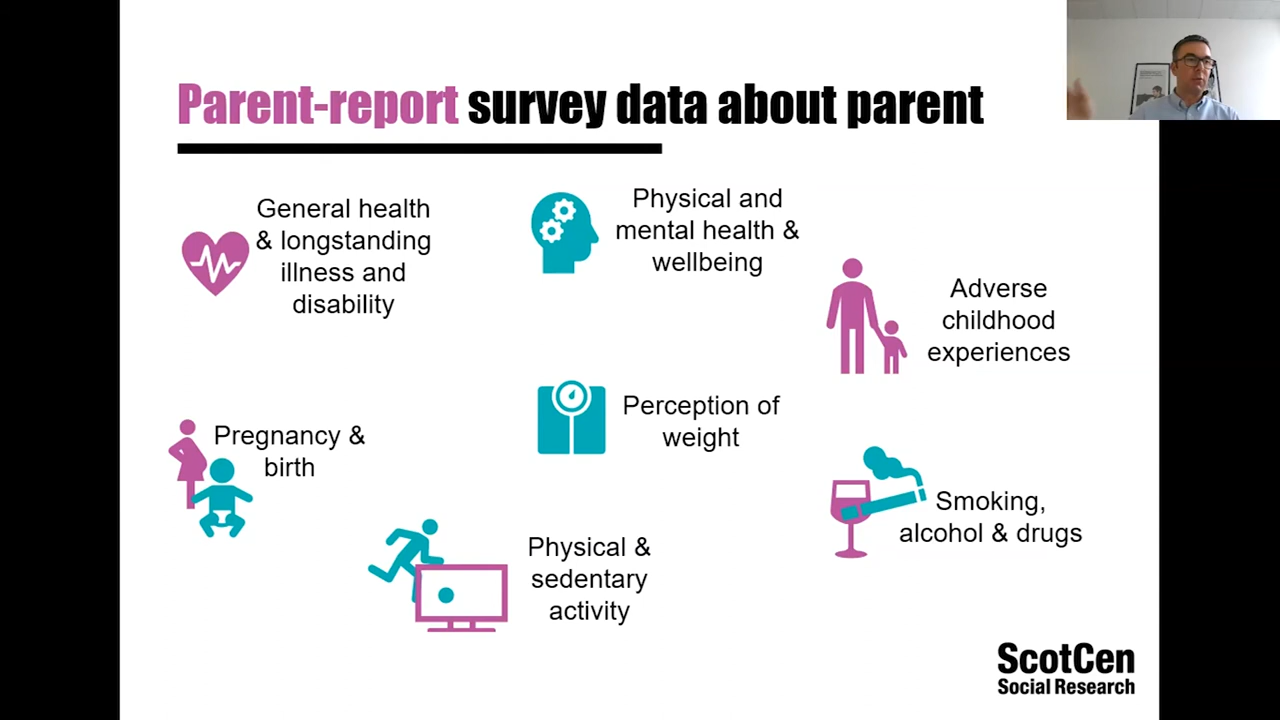 Parent-report survey data about parent
General health
& longstanding
illness and
disability
Physical and
mental health &
wellbeing
Adverse
childhood
experiences
Perception of
weight
Pregnancy &
birth
Smoking,
alcohol & drugs
Physical &
sedentary
activity
ScotCen
Social Research